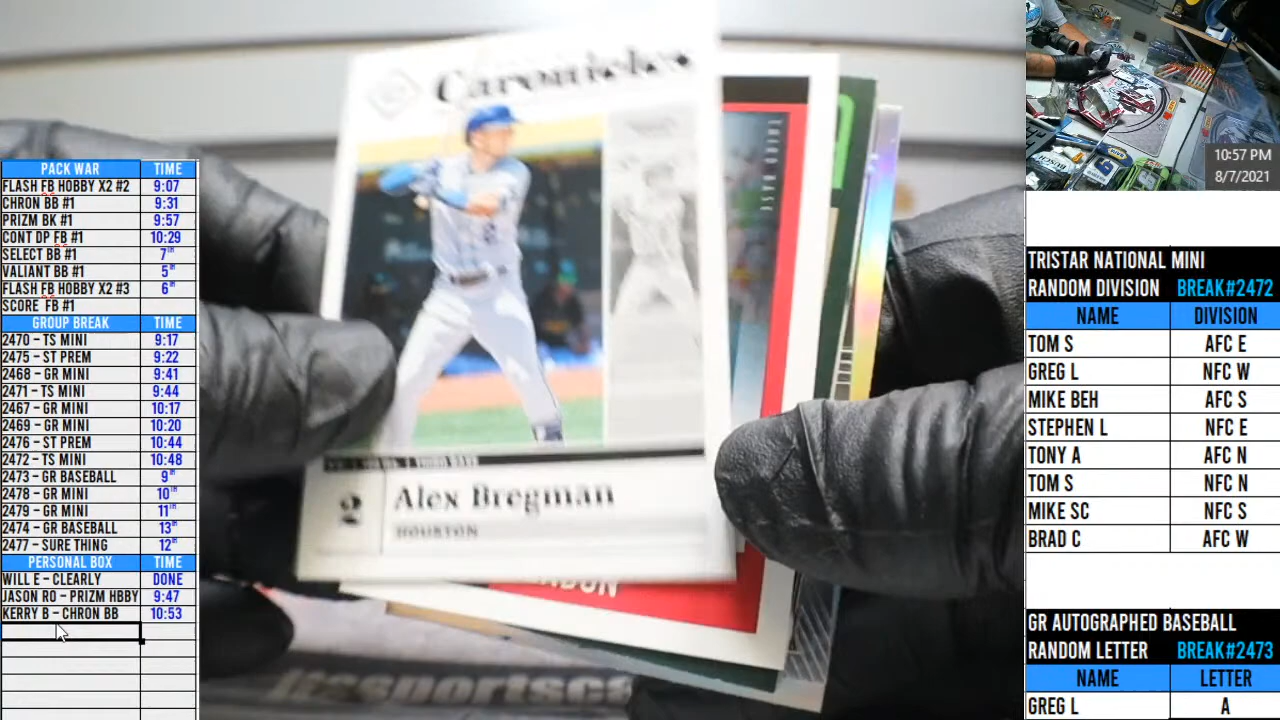 PACK WAR TIME
FLASH FB HOBBY X2 #2 9:07
CHRON BB #1 9:31
PRIZM BK #1 9:57
CONT DP FB #1 10:29
SELECT BB #1 7TH
VALIANT BB #1 5TH
FLASH FB HOBBY X2 #3 6TH
SCORE FB #1
GROUP BREAK TIME
2470 – TS MINI 9:17
2475 – ST PREM 9:22
2468 – GR MINI 9:41
2471 – TS MINI 9:44
2467 – GR MINI 10:17
2469 – GR MINI 10:20
2476 – ST PREM 10:44
2472 – TS MINI 10:48
2473 – GR BASEBALL 9TH
2478 – GR MINI 10TH
2479 – GR MINI 11TH
2474 – GR BASEBALL 13TH
2477 – SURE THING 12TH
PERSONAL BOX TIME
WILL E – CLEARLY DONE
JASON RO – PRIZM HBBY 9:47
KERRY B – CHRON BB 10:53
Chronicles
THIRD BASE
2 Alex Bregman
HOUSTON
10:57 PM
8/7/2021
TRISTAR NATIONAL MINI
RANDOM DIVISION BREAK#2472
NAME DIVISION
TOM S AFC E
GREG L NFC W
MIKE BEH AFC S
STEPHEN L NFC E
TONY A AFC N
TOM S NFC N
MIKE SC NFC S
BRAD C AFC W
GR AUTOGRAPHED BASEBALL
RANDOM LETTER BREAK#2473
NAME LETTER
GREG L A